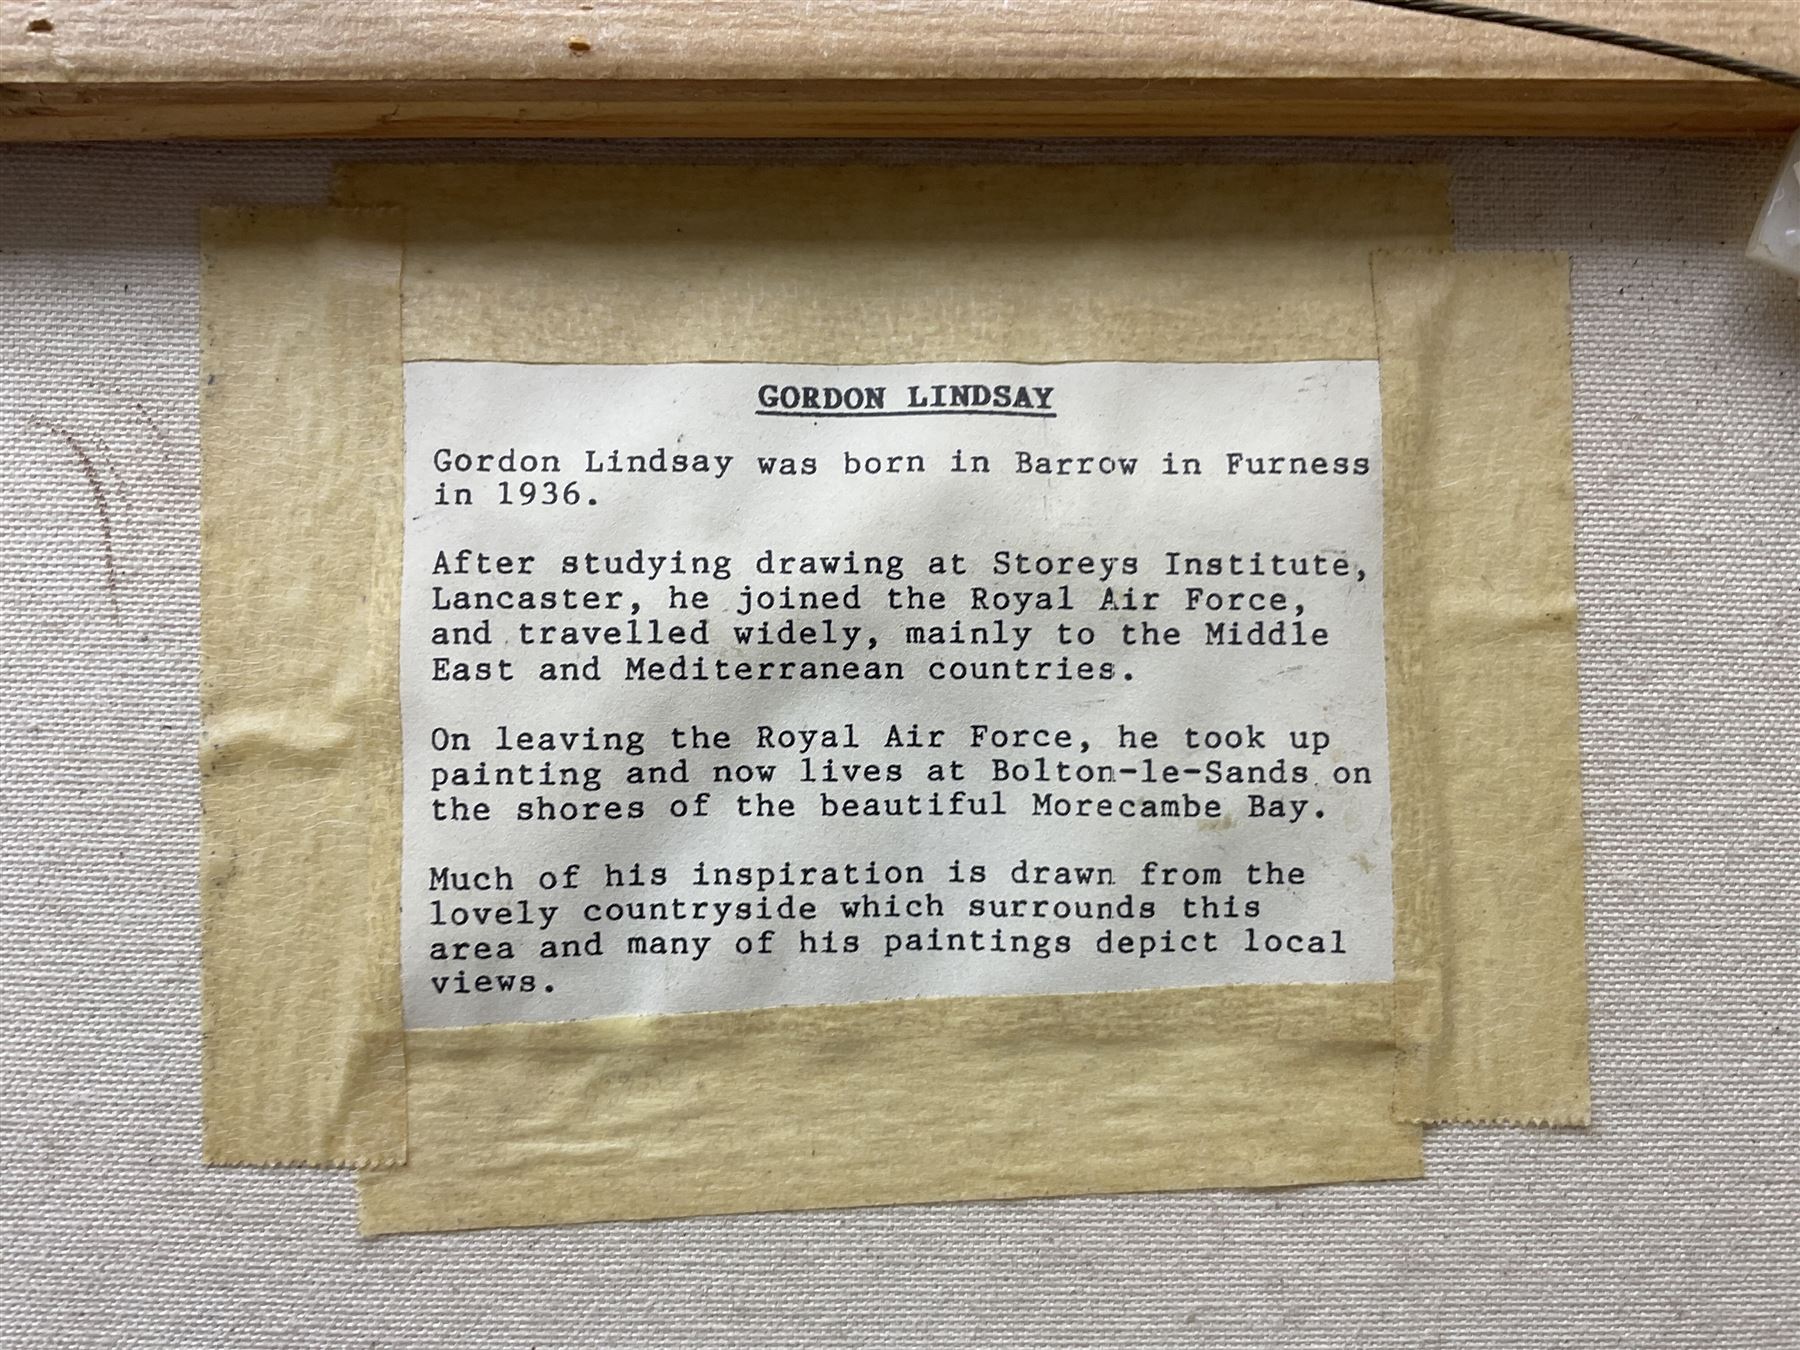 GORDON LINDSAY
Gordon Lindsay was born in Barrow in Furness
in 1936.
After studying drawing at Storeys Institute,
Lancaster, he joined the Royal Air Force,
and travelled widely, mainly to the Middle
East and Mediterranean countries.
On leaving the Royal Air Force, he took up
painting and now lives at Bolton-le-Sands on
the shores of the beautiful Morecambe Bay.
Much of his inspiration is drawn from the
lovely countryside which surrounds this
area and many of his paintings depict local
views.